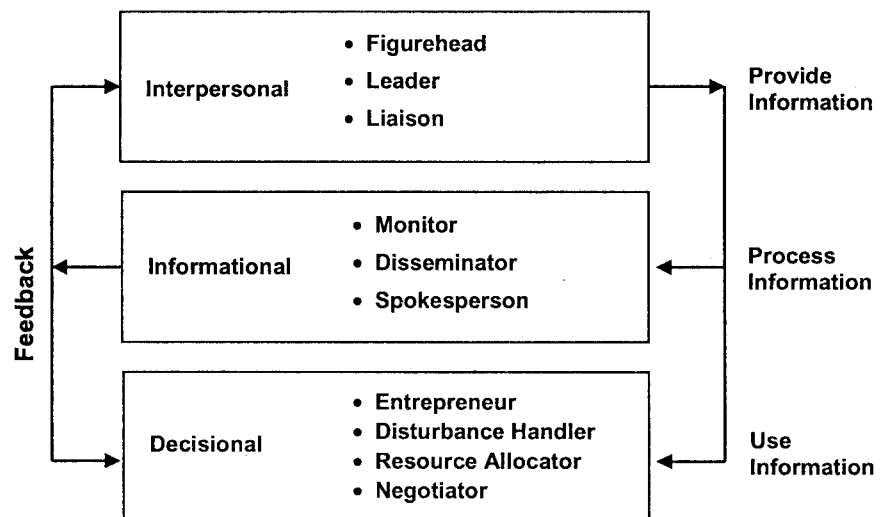 Feedback
Interpersonal
• Figurehead
• Leader
• Liaison
Provide
Information
Informational
• Monitor
• Disseminator
• Spokesperson
Process
Information
Decisional
• Entrepreneur
• Disturbance Handler
• Resource Allocator
• Negotiator
Use
Information